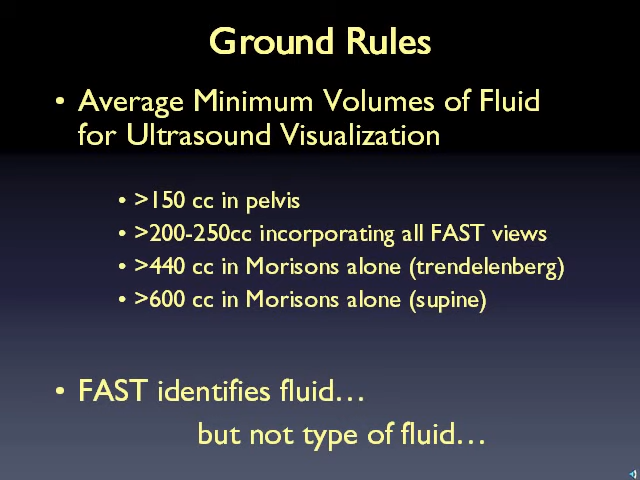 Ground Rules
• Average Minimum Volumes of Fluid
for Ultrasound Visualization
• >150 cc in pelvis
• >200-250cc incorporating all FAST views
• >440 cc in Morisons alone (trendelenberg)
• >600 cc in Morisons alone (supine)
• FAST identifies fluid…
but not type of fluid…